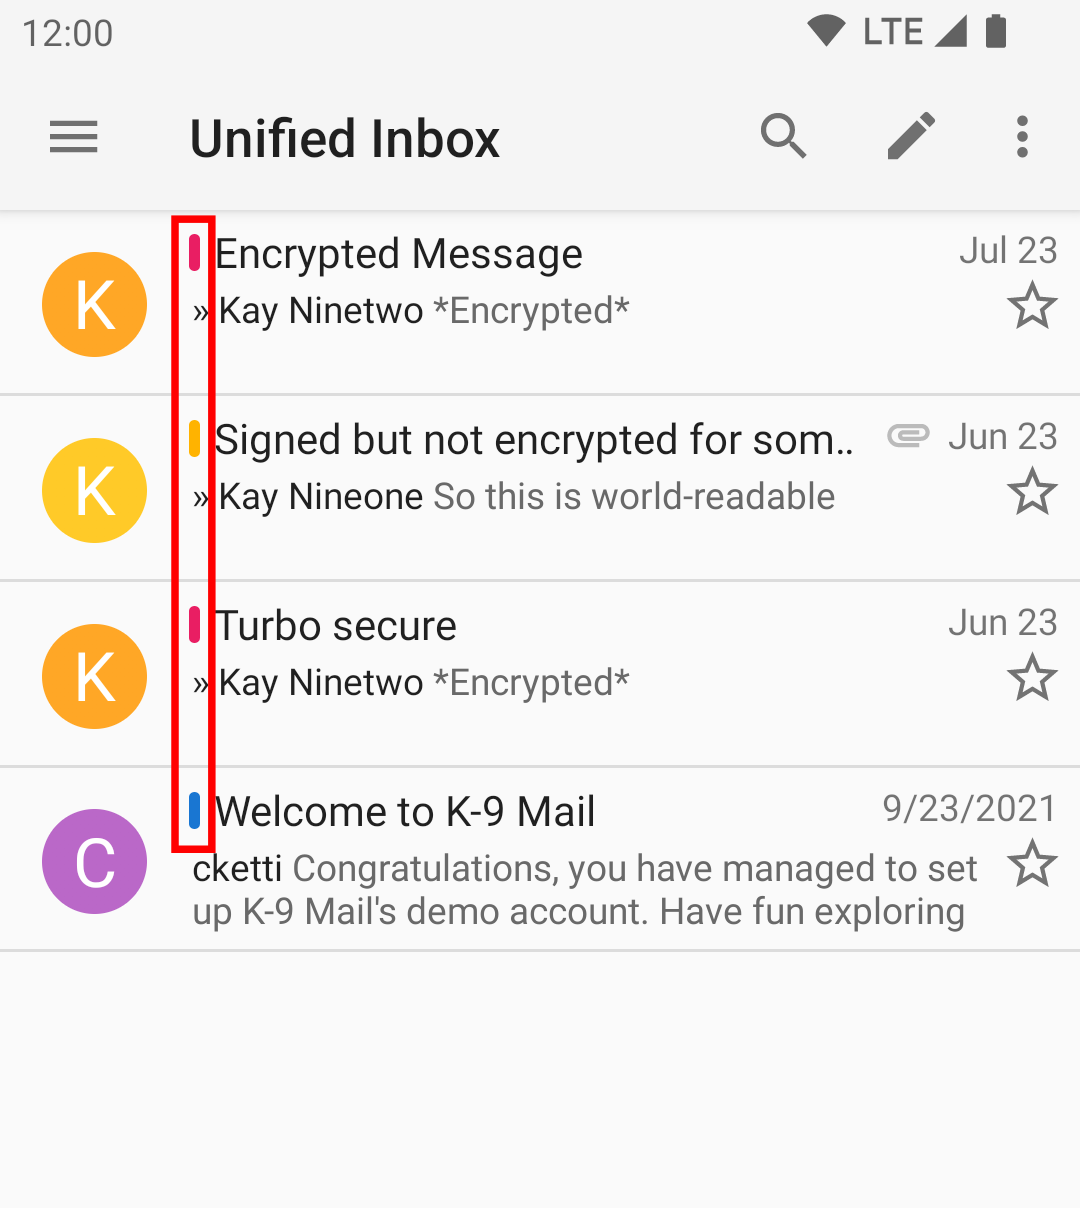 12:00 LTE
Unified Inbox
Encrypted Message Jul 23
K
» Kay Ninetwo *Encrypted*
Signed but not encrypted for som.. Jun 23
K
» Kay Nineone So this is world-readable
Turbo secure Jun 23
K
» Kay Ninetwo *Encrypted*
Welcome to K-9 Mail 9/23/2021
C
cketti Congratulations, you have managed to set
up K-9 Mail's demo account. Have fun exploring